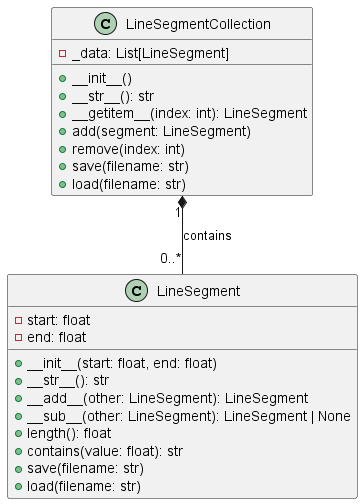 C LineSegmentCollection
_data: List[LineSegment]
__init__()
__str__(): str
__getitem__(index: int): LineSegment
add(segment: LineSegment)
remove(index: int)
save(filename: str)
load(filename: str)
1
contains
0..*
C LineSegment
start: float
end: float
__init__(start: float, end: float)
__str__(): str
__add__(other: LineSegment): LineSegment
__sub__(other: LineSegment): LineSegment | None
length(): float
contains(value: float): str
save(filename: str)
load(filename: str)